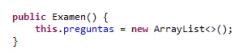 public Examen() {
this.preguntas = new ArrayList<>();
}